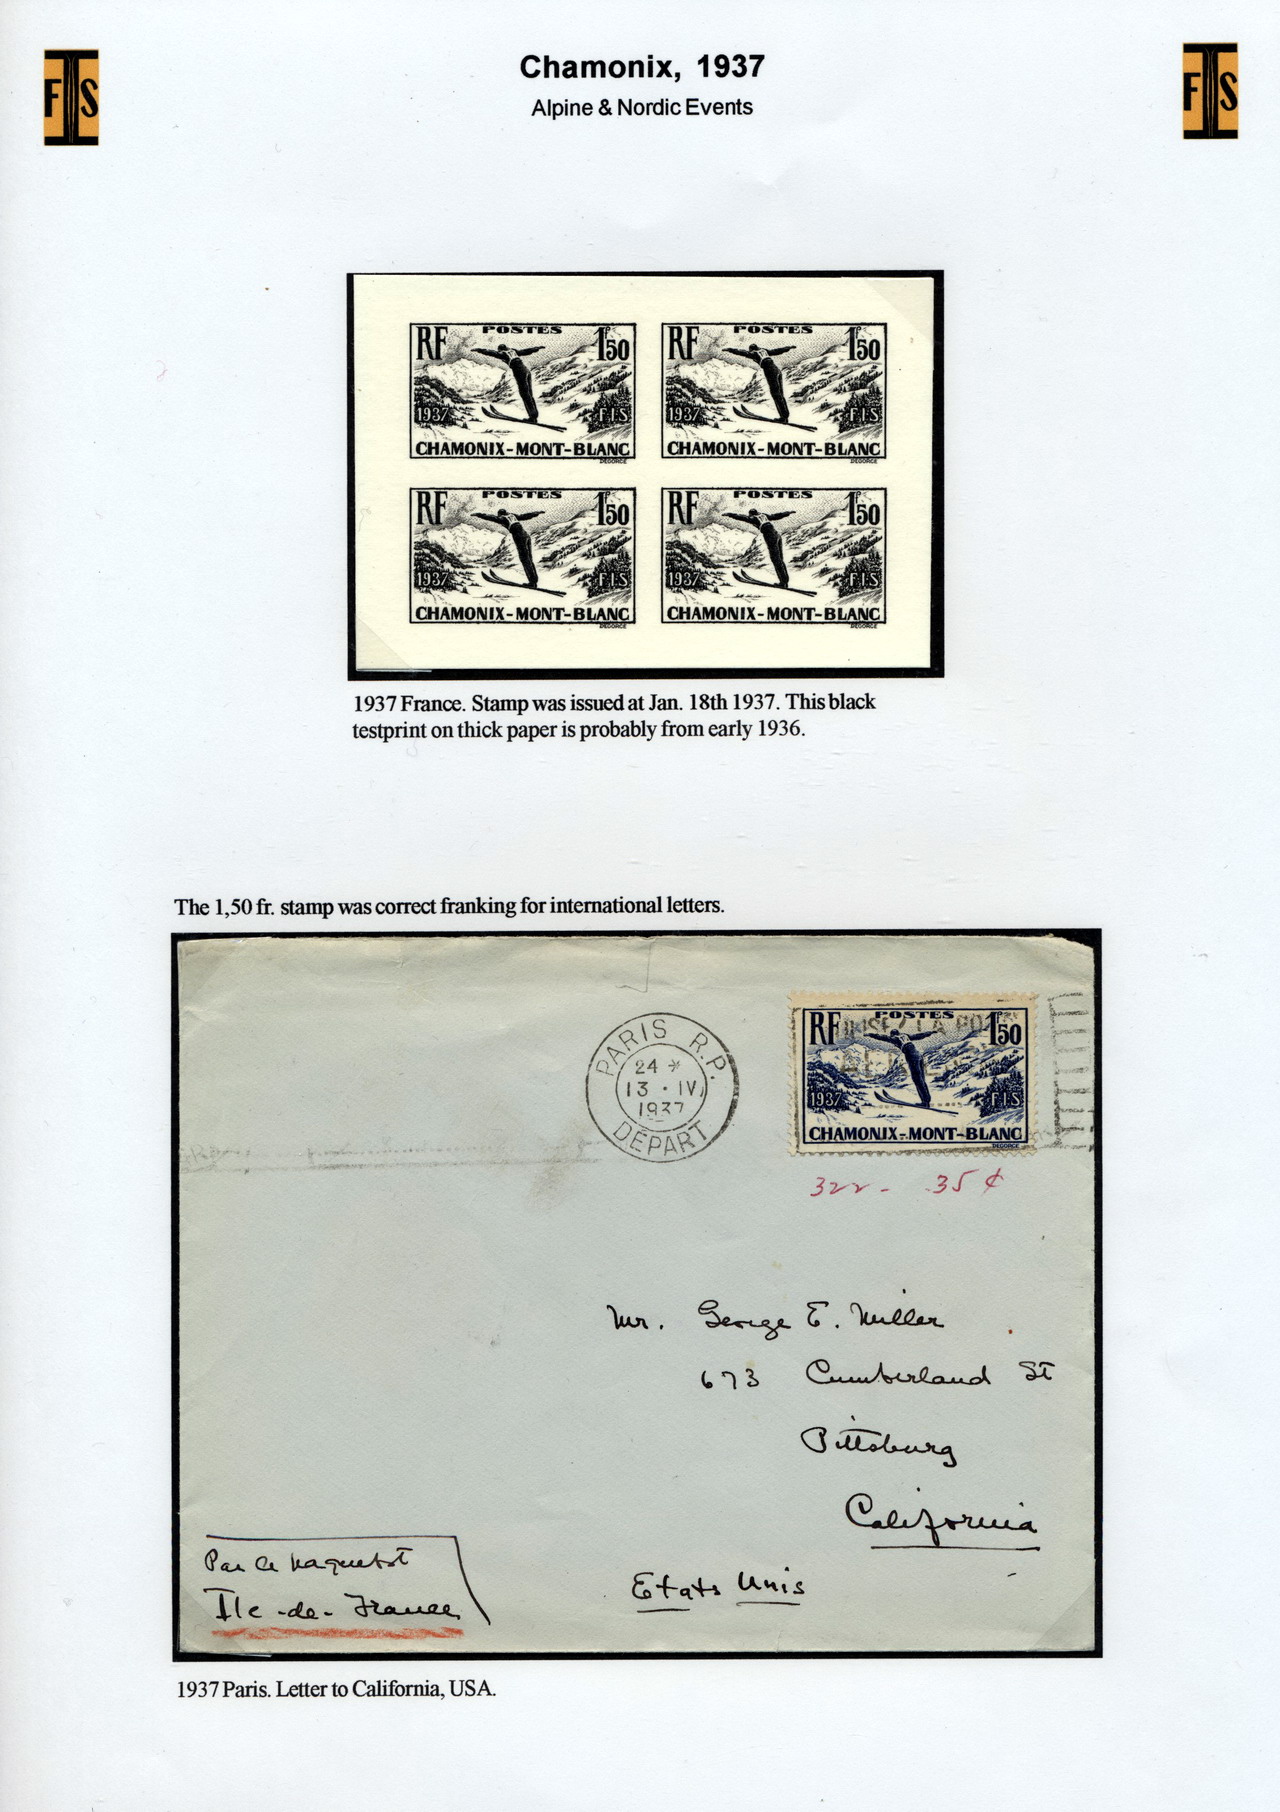 FIS
Chamonix, 1937
FIS
Alpine & Nordic Events
RF POSTES 1F50
1937 F.I.S
CHAMONIX-MONT-BLANC
DEGORCE
RF POSTES 1F50
1937 F.I.S
CHAMONIX-MONT-BLANC
DEGORCE
RF POSTES 1F50
1937 F.I.S
CHAMONIX-MONT-BLANC
DEGORCE
RF POSTES 1F50
1937 F.I.S
CHAMONIX-MONT-BLANC
DEGORCE
1937 France. Stamp was issued at Jan. 18th 1937. This black
testprint on thick paper is probably from early 1936.
The 1,50 fr. stamp was correct franking for international letters.
PARIS R.P.
24 *
13 · IV
1937
DÉPART
RF POSTES 1F50
1937 F.I.S
CHAMONIX-MONT-BLANC
DEGORCE
322 - .35 ¢
Mr. George E. Miller
673 Cumberland St
Pittsburg
California
Par le paquebot
Ile-de-France
Etats Unis
1937 Paris. Letter to California, USA.